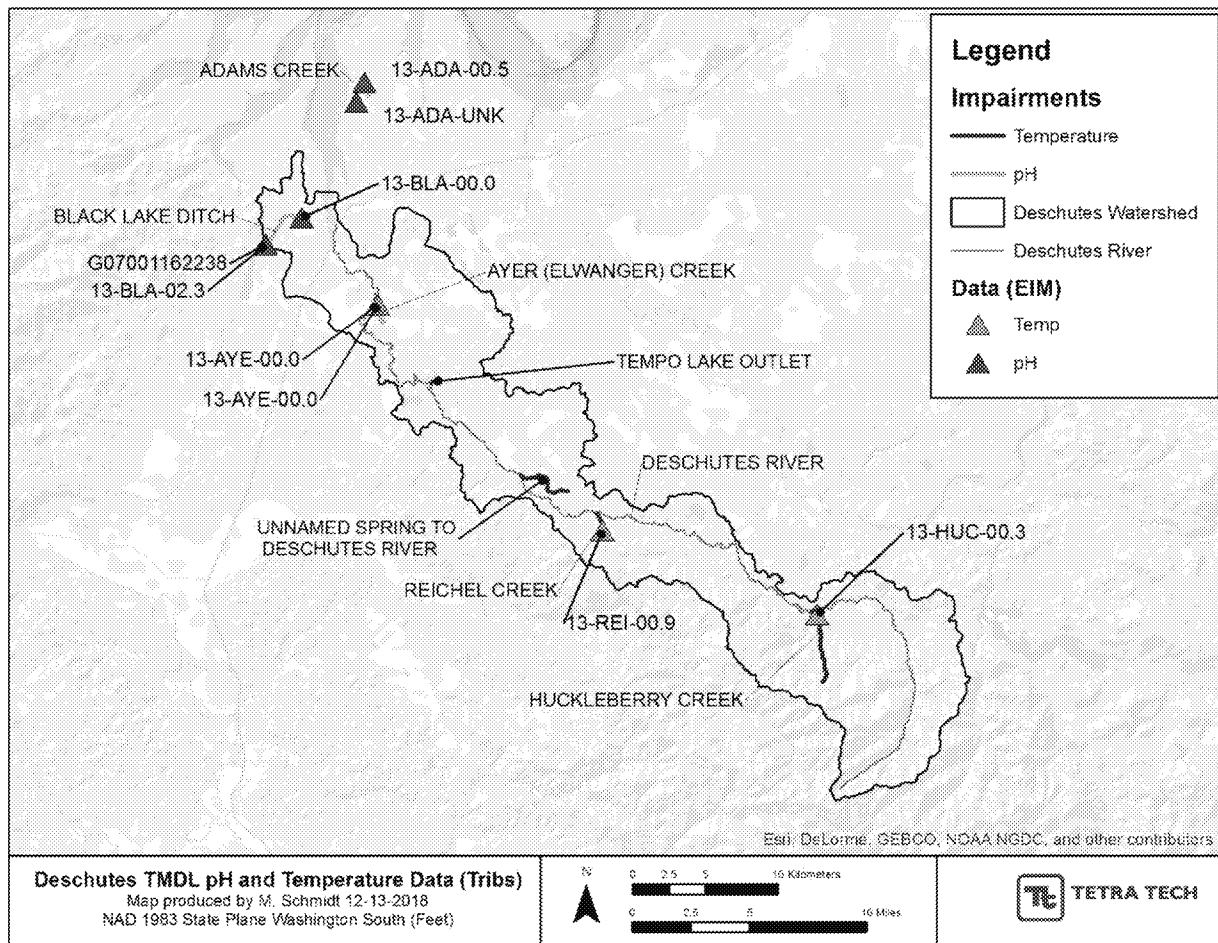 ADAMS CREEK
13-ADA-00.5
13-ADA-UNK
13-BLA-00.0
BLACK LAKE DITCH
G07001162238
13-BLA-02.3
AYER (ELWANGER) CREEK
13-AYE-00.0
13-AYE-00.0
TEMPO LAKE OUTLET
DESCHUTES RIVER
UNNAMED SPRING TO
DESCHUTES RIVER
REICHEL CREEK
13-REI-00.9
13-HUC-00.3
HUCKLEBERRY CREEK
Legend
Impairments
Temperature
pH
Deschutes Watershed
Deschutes River
Data (EIM)
Temp
pH
Esri, DeLorme, GEBCO, NOAA NGDC, and other contributors
Deschutes TMDL pH and Temperature Data (Tribs)
Map produced by M. Schmidt 12-13-2018
NAD 1983 State Plane Washington South (Feet)
N
0 2.5 5 10 Kilometers
0 2.5 5 10 Miles
Tt TETRA TECH